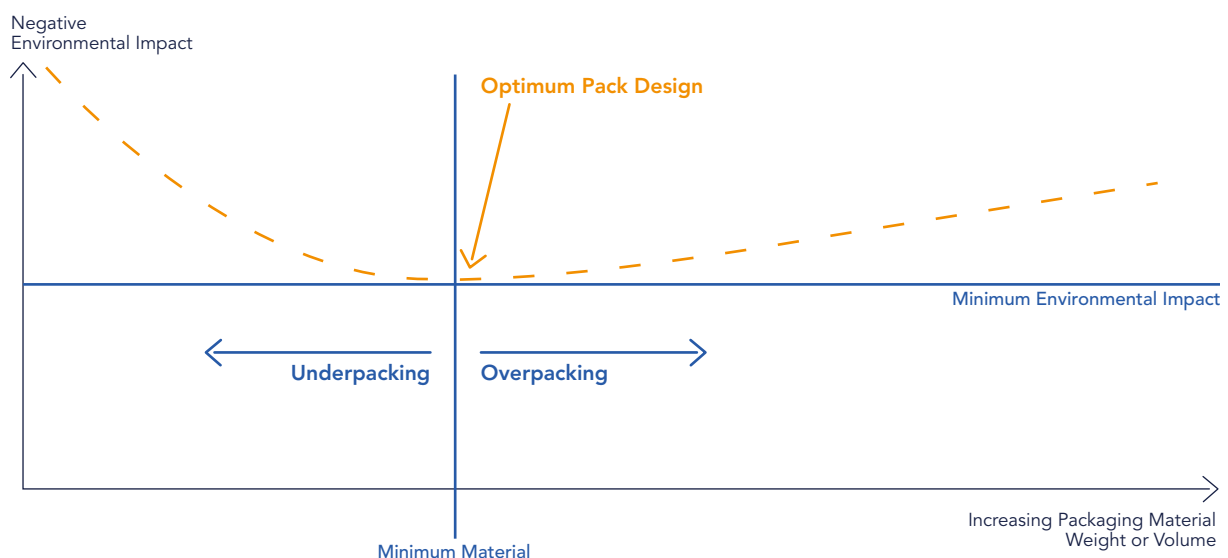 Negative
Environmental Impact
Optimum Pack Design
Minimum Environmental Impact
Underpacking
Overpacking
Increasing Packaging Material
Weight or Volume
Minimum Material